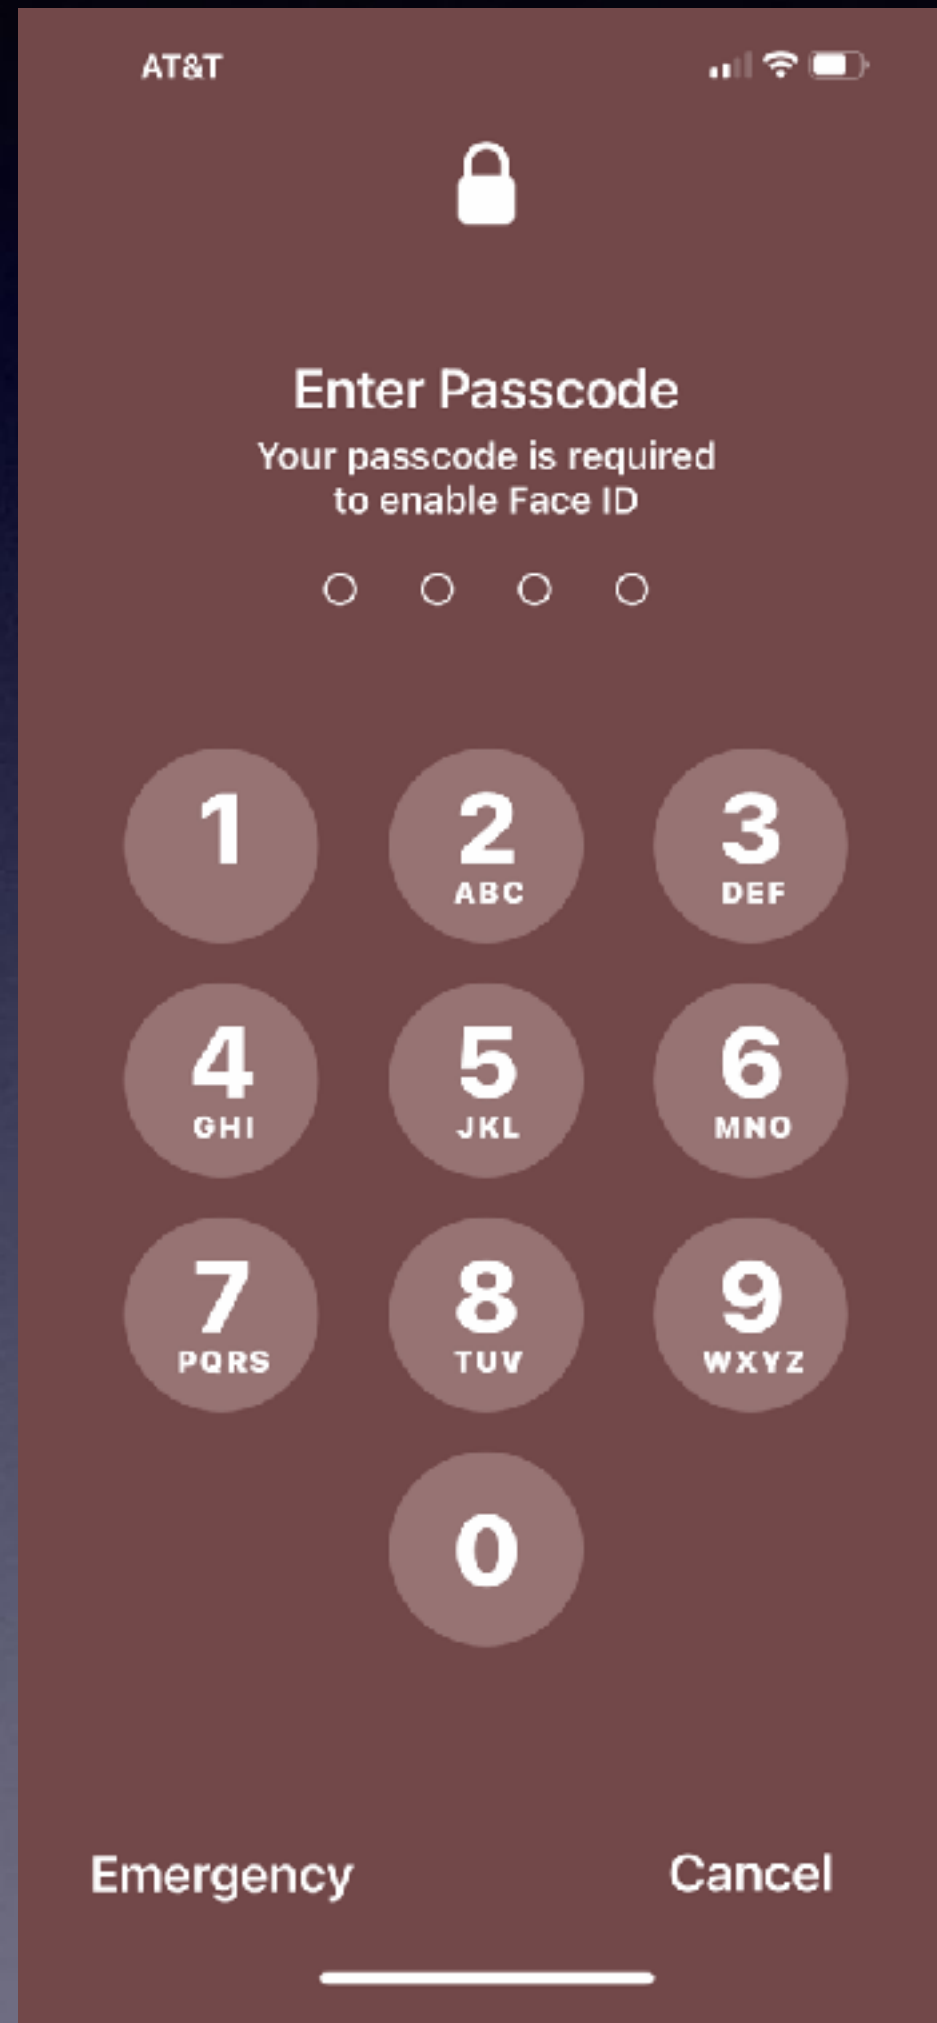 AT&T
Enter Passcode
Your passcode is required
to enable Face ID
1 2 3
ABC DEF
4 5 6
GHI JKL MNO
7 8 9
PQRS TUV WXYZ
0
Emergency Cancel